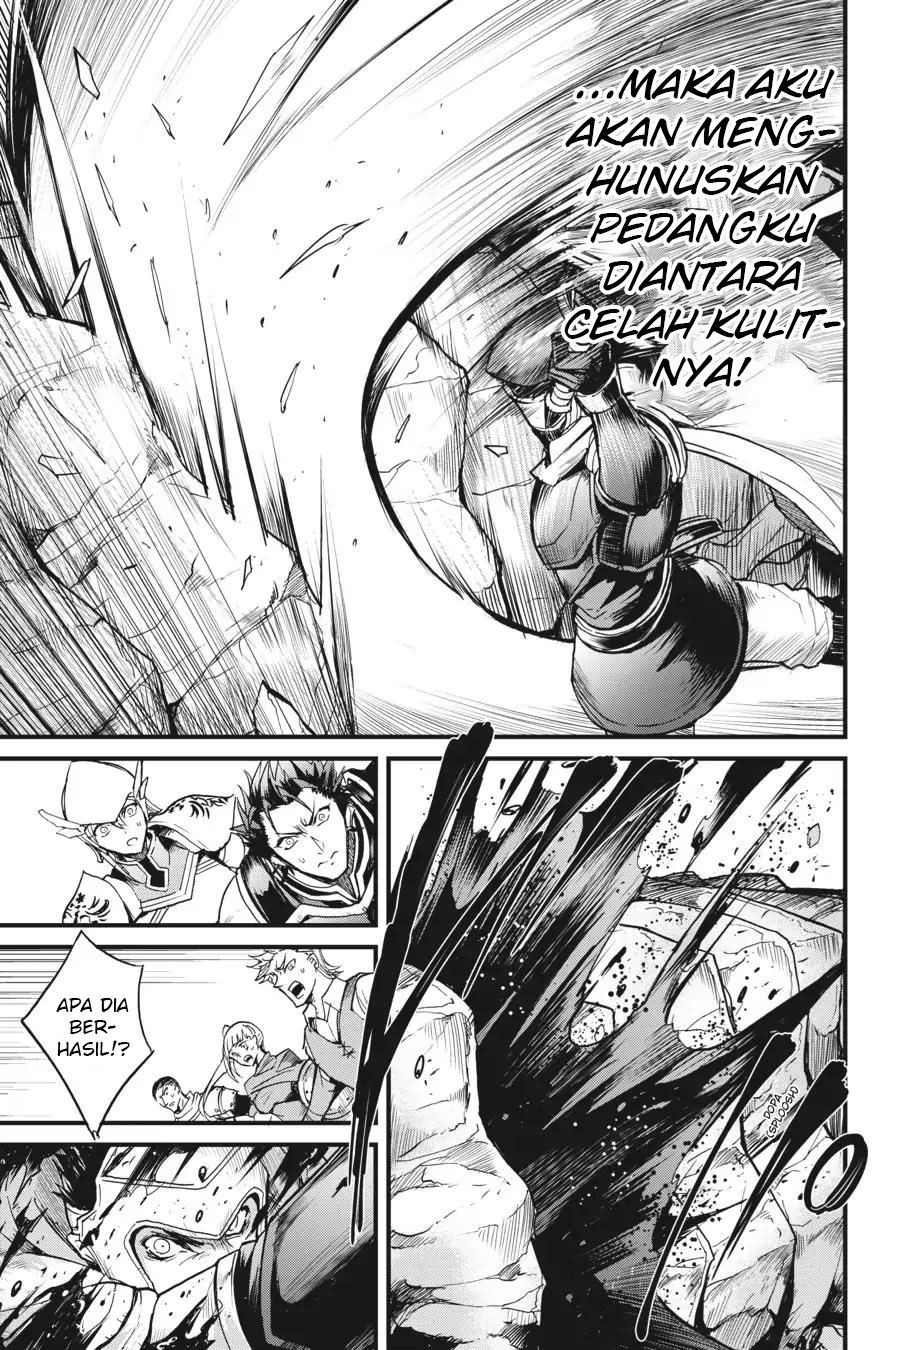 ...MAKA AKU
AKAN MENG-
HUNUSKAN
PEDANGKU
DIANTARA
CELAH KULIT-
NYA!
APA DIA
BER-
HASIL!?
DOPA
(SPLOOSH)